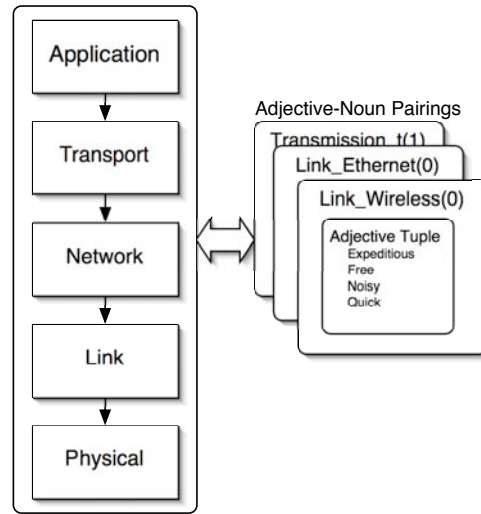 Application
Transport
Network
Link
Physical
Adjective-Noun Pairings
Transmission_t(1)
Link_Ethernet(0)
Link_Wireless(0)
Adjective Tuple
Expeditious
Free
Noisy
Quick